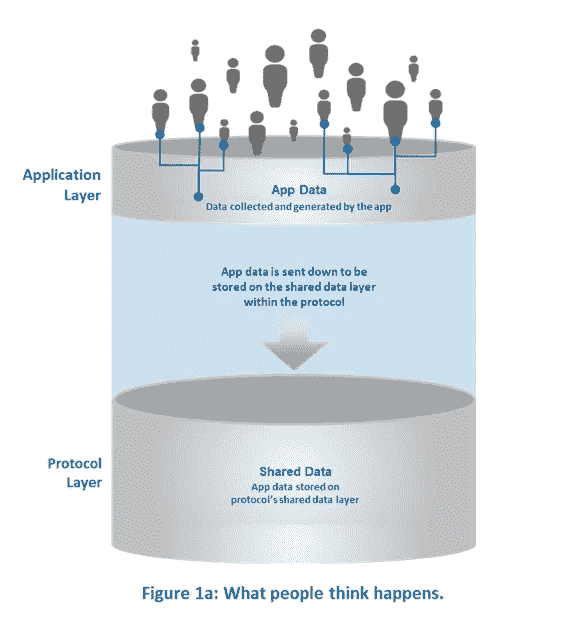 Application
Layer
App Data
Data collected and generated by the app
App data is sent down to be
stored on the shared data layer
within the protocol
Protocol
Layer
Shared Data
App data stored on
protocol's shared data layer
Figure 1a: What people think happens.